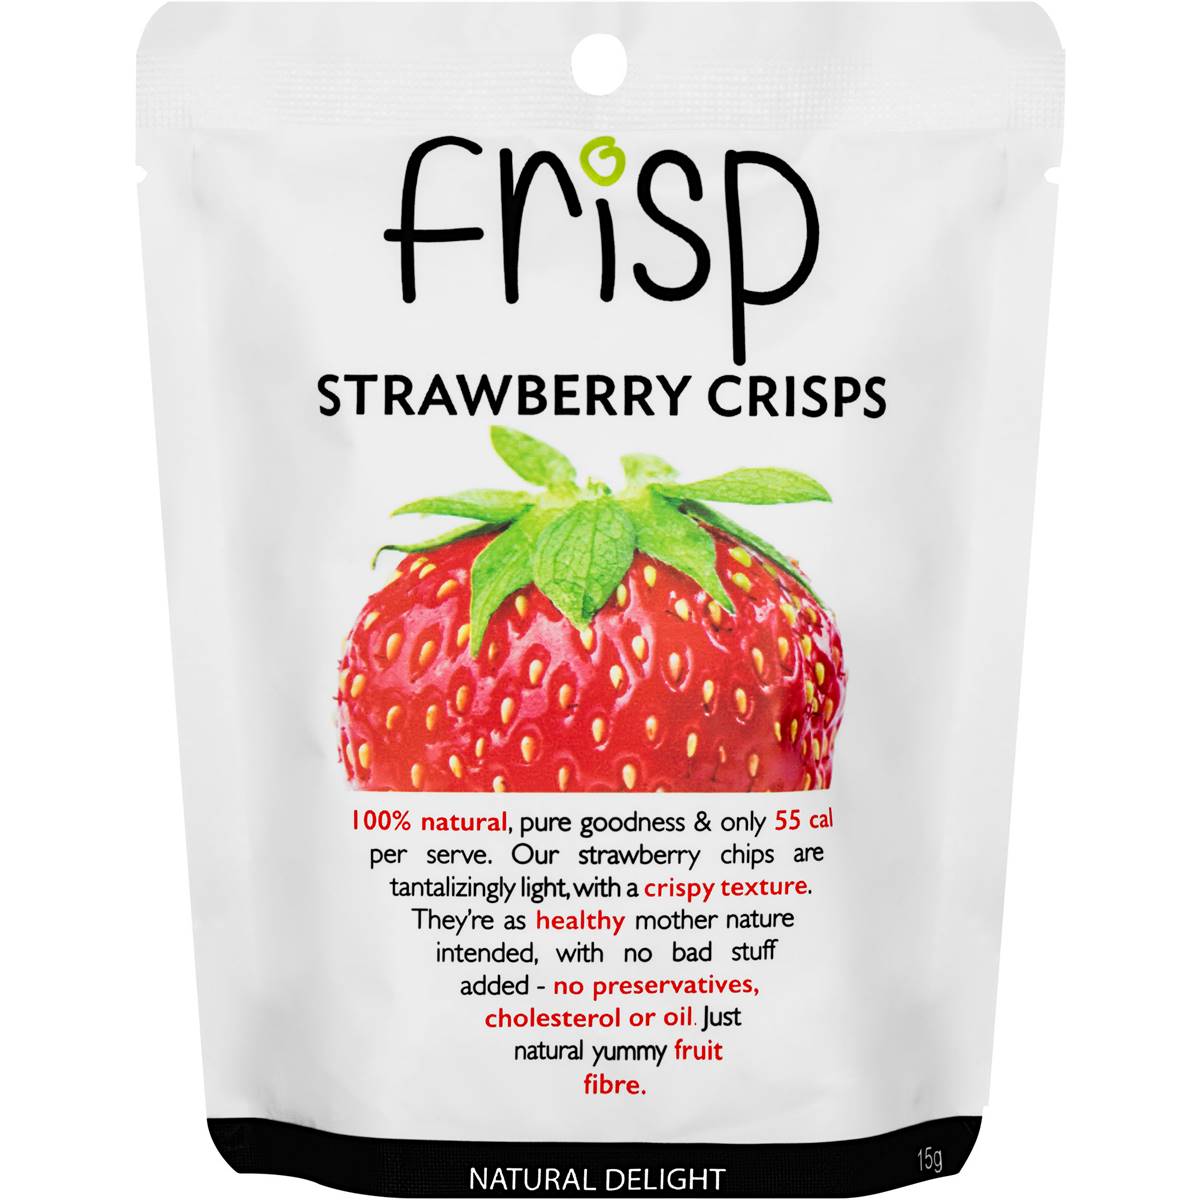 frisp
STRAWBERRY CRISPS
100% natural, pure goodness & only 55 cal
per serve. Our strawberry chips are
tantalizingly light, with a crispy texture.
They're as healthy mother nature
intended, with no bad stuff
added - no preservatives,
cholesterol or oil. Just
natural yummy fruit
fibre.
15g
NATURAL DELIGHT